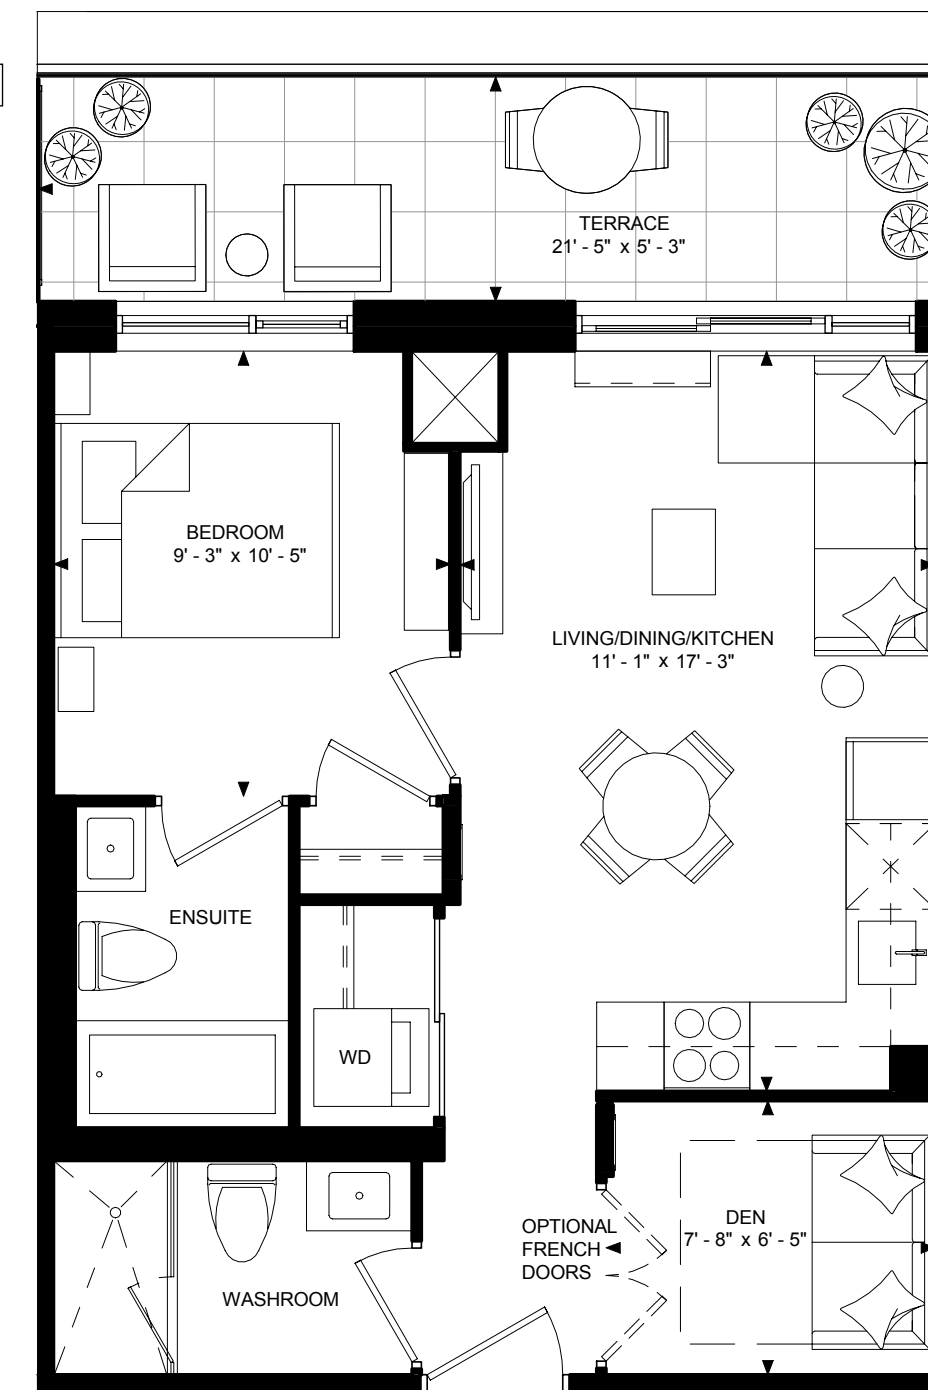 TERRACE
21' - 5" x 5' - 3"
BEDROOM
9' - 3" x 10' - 5"
LIVING/DINING/KITCHEN
11' - 1" x 17' - 3"
ENSUITE
WD
OPTIONAL
FRENCH
DOORS
DEN
7' - 8" x 6' - 5"
WASHROOM